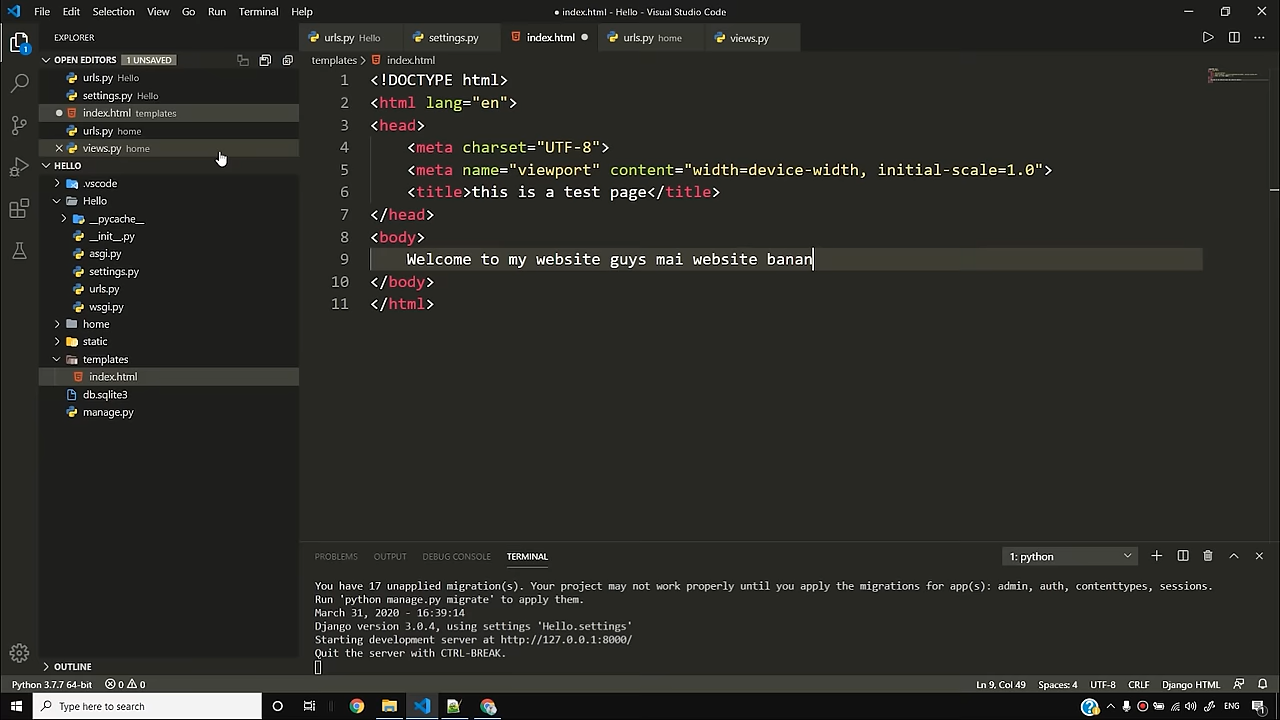 File Edit Selection View Go Run Terminal Help
● index.html - Hello - Visual Studio Code
EXPLORER
OPEN EDITORS 1 UNSAVED
urls.py Hello
settings.py Hello
index.html templates
urls.py home
views.py home
HELLO
.vscode
Hello
__pycache__
__init__.py
asgi.py
settings.py
urls.py
wsgi.py
home
static
templates
index.html
db.sqlite3
manage.py
OUTLINE
urls.py Hello settings.py index.html ● urls.py home views.py
templates > index.html
1 <!DOCTYPE html>
2 <html lang="en">
3 <head>
4 <meta charset="UTF-8">
5 <meta name="viewport" content="width=device-width, initial-scale=1.0">
6 <title>this is a test page</title>
7 </head>
8 <body>
9 Welcome to my website guys mai website banan
10 </body>
11 </html>
PROBLEMS OUTPUT DEBUG CONSOLE TERMINAL 1: python
You have 17 unapplied migration(s). Your project may not work properly until you apply the migrations for app(s): admin, auth, contenttypes, sessions.
Run 'python manage.py migrate' to apply them.
March 31, 2020 - 16:39:14
Django version 3.0.4, using settings 'Hello.settings'
Starting development server at http://127.0.0.1:8000/
Quit the server with CTRL-BREAK.
Python 3.7.7 64-bit 0 0 Ln 9, Col 49 Spaces: 4 UTF-8 CRLF Django HTML
Type here to search ENG